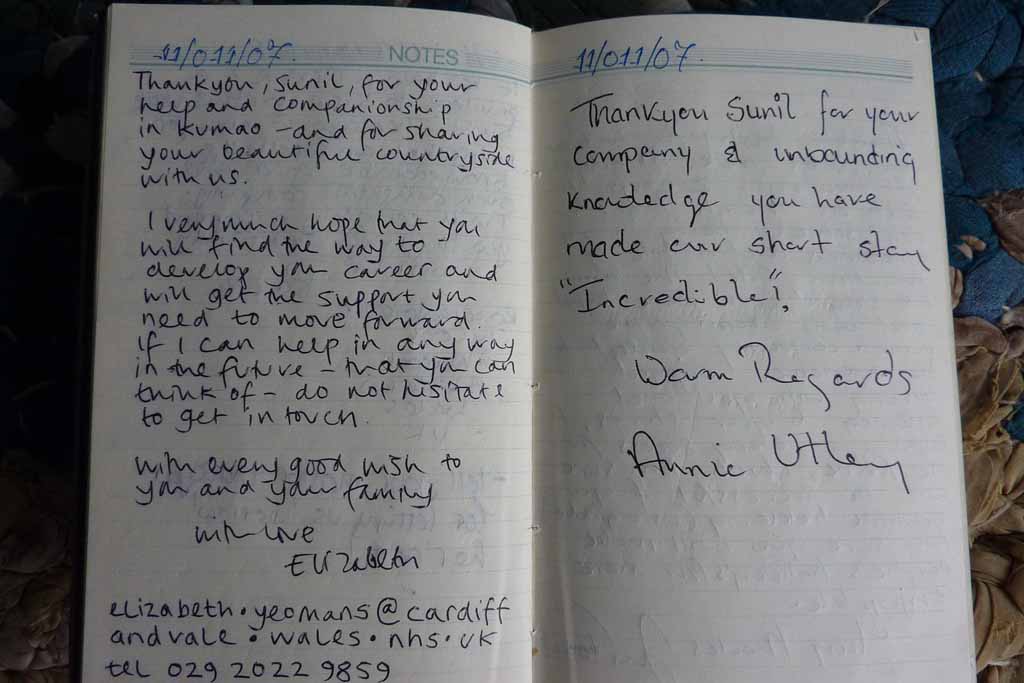 11/011/07.
NOTES
Thankyou, Sunil, for your
help and companionship
in Kumao - and for sharing
your beautiful countryside
with us.
I very much hope that you
will find the way to
develop your career and
will get the support you
need to move forward.
If I can help in any way
in the future - that you can
think of - do not hisitate
to get in touch.
with every good wish to
you and your family
with love
Elizabeth
elizabeth.yeomans@cardiff
andvale.wales.nhs.uk
tel 029 2022 9859
11/011/07.
Thankyou Sunil for your
company & unbounding
knowledge you have
made our short stay
"Incredible!",
Warm Regards
Annie Utley